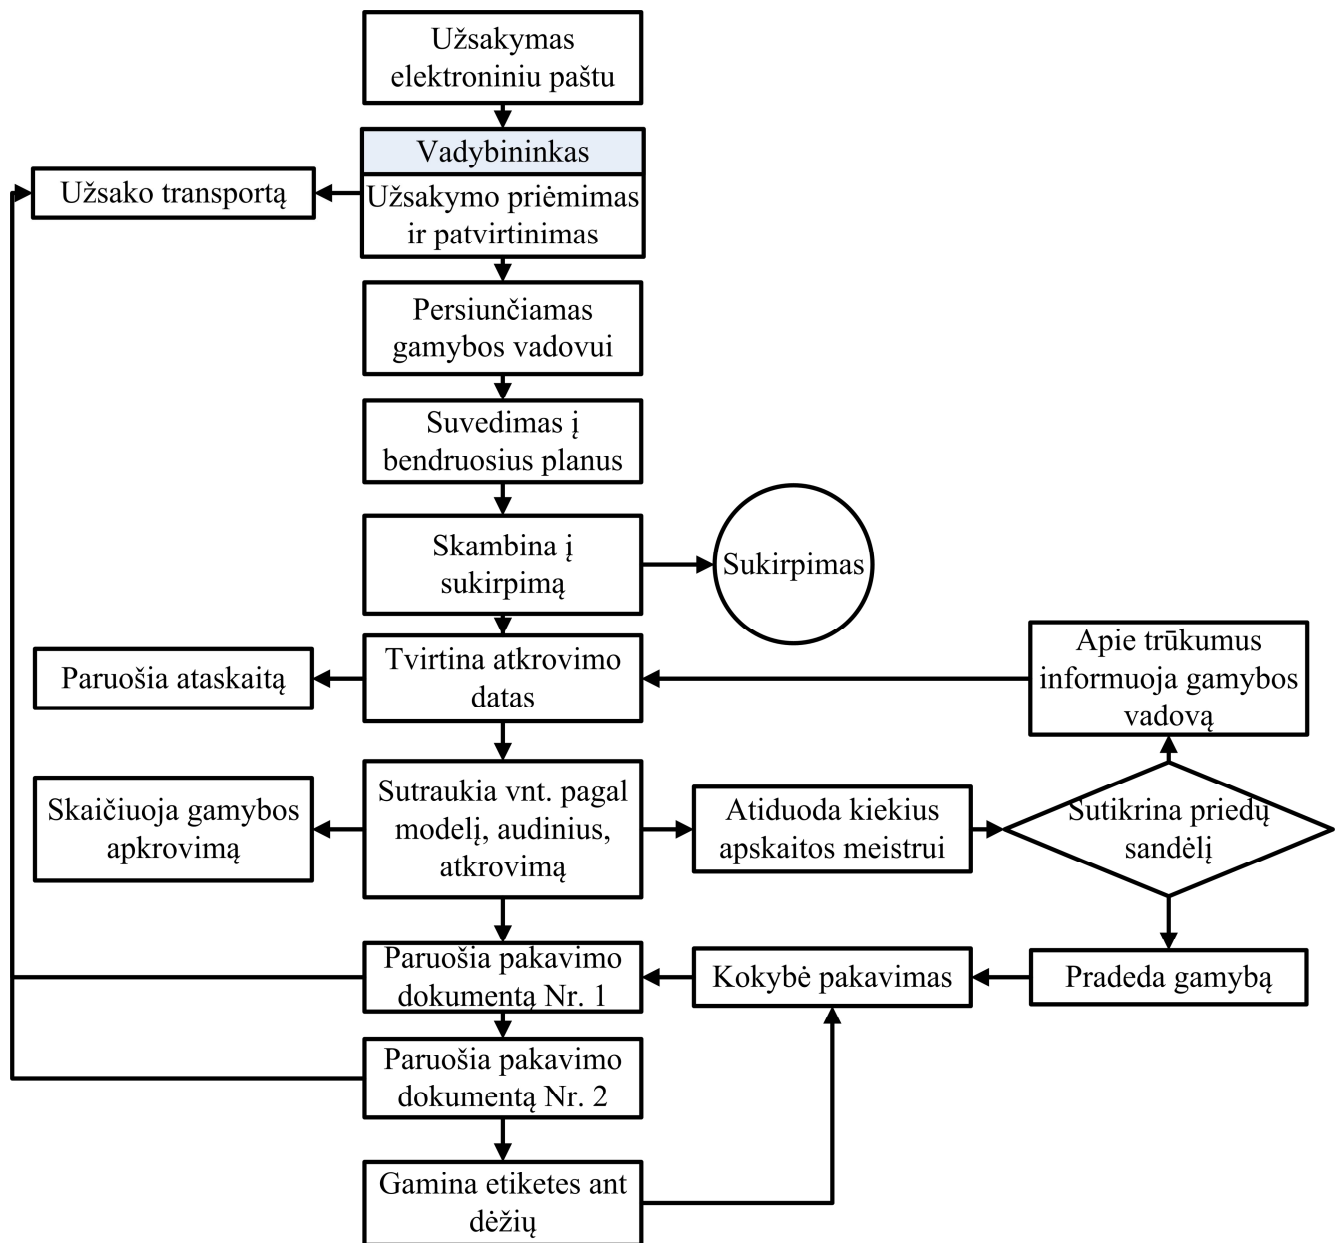 Užsakymas
elektroniniu paštu
Vadybininkas
Užsako transportą
Užsakymo priėmimas
ir patvirtinimas
Persiunčiamas
gamybos vadovui
Suvedimas į
bendruosius planus
Skambina į
sukirpimą
Sukirpimas
Tvirtina atkrovimo
datas
Paruošia ataskaitą
Apie trūkumus
informuoja gamybos
vadovą
Skaičiuoja gamybos
apkrovimą
Sutraukia vnt. pagal
modelį, audinius,
atkrovimą
Atiduoda kiekius
apskaitos meistrui
Sutikrina priedų
sandėlį
Paruošia pakavimo
dokumentą Nr. 1
Kokybė pakavimas
Pradeda gamybą
Paruošia pakavimo
dokumentą Nr. 2
Gamina etiketes ant
dėžių